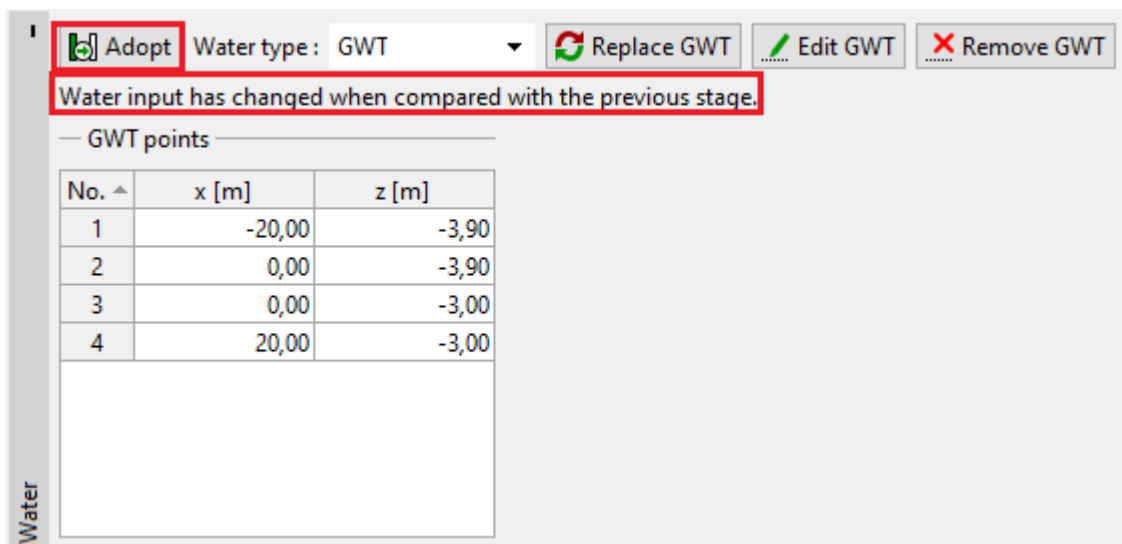 Adopt Water type : GWT Replace GWT Edit GWT Remove GWT
Water input has changed when compared with the previous stage.
GWT points
No. x [m] z [m]
1 -20,00 -3,90
2 0,00 -3,90
3 0,00 -3,00
4 20,00 -3,00
Water